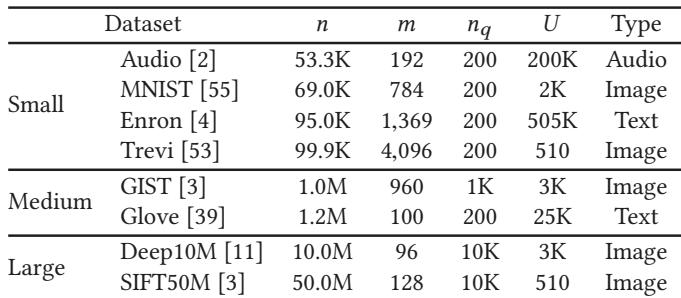 Dataset n m n_q U Type
Small
Audio [2] 53.3K 192 200 200K Audio
MNIST [55] 69.0K 784 200 2K Image
Enron [4] 95.0K 1,369 200 505K Text
Trevi [53] 99.9K 4,096 200 510 Image
Medium
GIST [3] 1.0M 960 1K 3K Image
Glove [39] 1.2M 100 200 25K Text
Large
Deep10M [11] 10.0M 96 10K 3K Image
SIFT50M [3] 50.0M 128 10K 510 Image